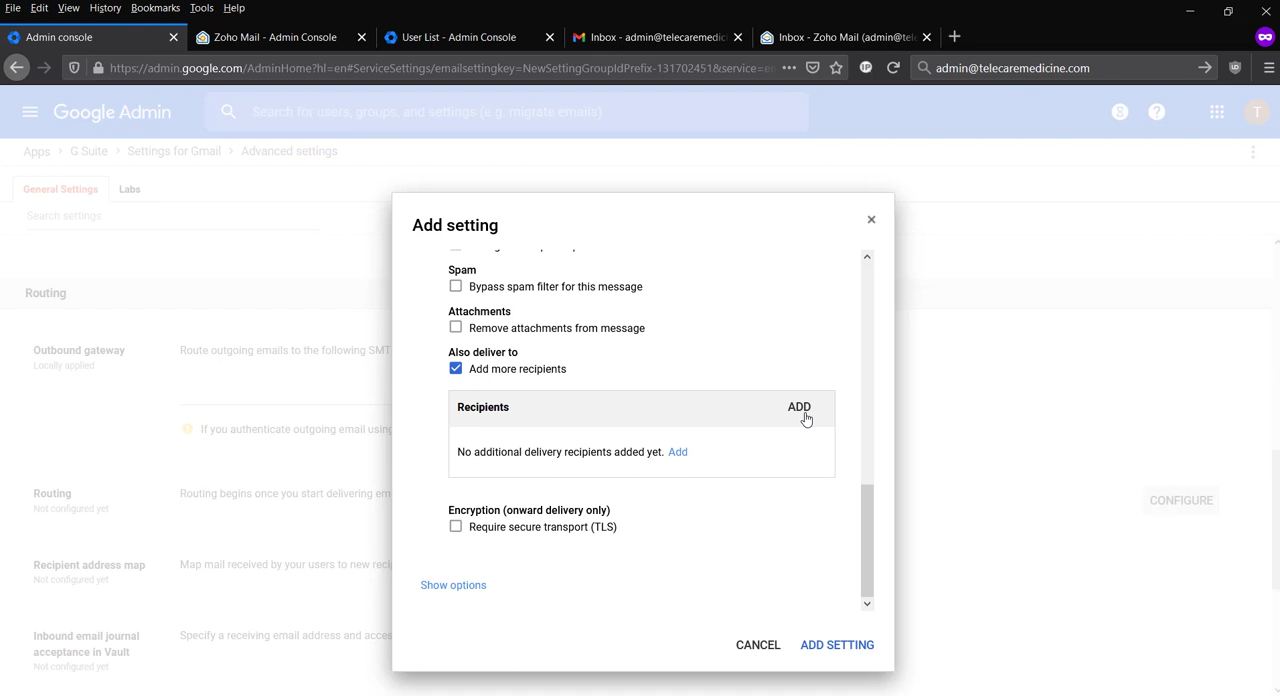 File Edit View History Bookmarks Tools Help
Admin console
Zoho Mail - Admin Console
User List - Admin Console
Inbox - admin@telecaremedic
Inbox - Zoho Mail (admin@tel
https://admin.google.com/AdminHome?hl=en#ServiceSettings/emailsettingkey=NewSettingGroupIdPrefix-131702451&service=e
admin@telecaremedicine.com
Google Admin
Search for users, groups, and settings (e.g. migrate emails)
T
Apps > G Suite > Settings for Gmail > Advanced settings
General Settings
Labs
Search settings
Add setting
Spam
Bypass spam filter for this message
Attachments
Remove attachments from message
Also deliver to
Add more recipients
Recipients
ADD
No additional delivery recipients added yet. Add
Encryption (onward delivery only)
Require secure transport (TLS)
Show options
CANCEL
ADD SETTING
Routing
Outbound gateway
Locally applied
Route outgoing emails to the following SMT
If you authenticate outgoing email using
Routing
Not configured yet
Routing begins once you start delivering em
CONFIGURE
Recipient address map
Not configured yet
Map mail received by your users to new reci
Inbound email journal
acceptance in Vault
Not configured yet
Specify a receiving email address and acces